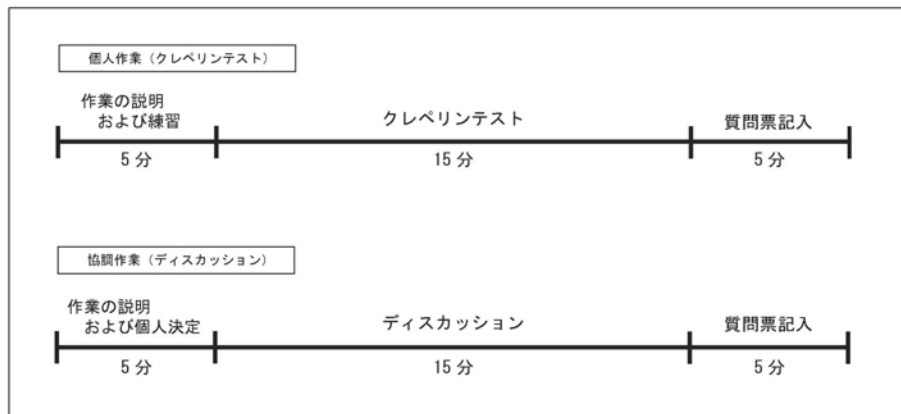 個人作業（クレペリンテスト）
作業の説明
および練習
クレペリンテスト
質問票記入
5 分
15 分
5 分
協調作業（ディスカッション）
作業の説明
および個人決定
ディスカッション
質問票記入
5 分
15 分
5 分